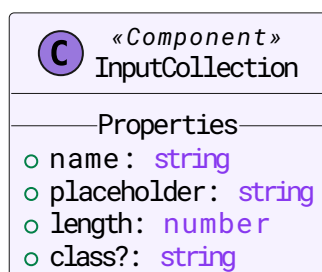 C
«Component»
InputCollection
Properties
name: string
placeholder: string
length: number
class?: string